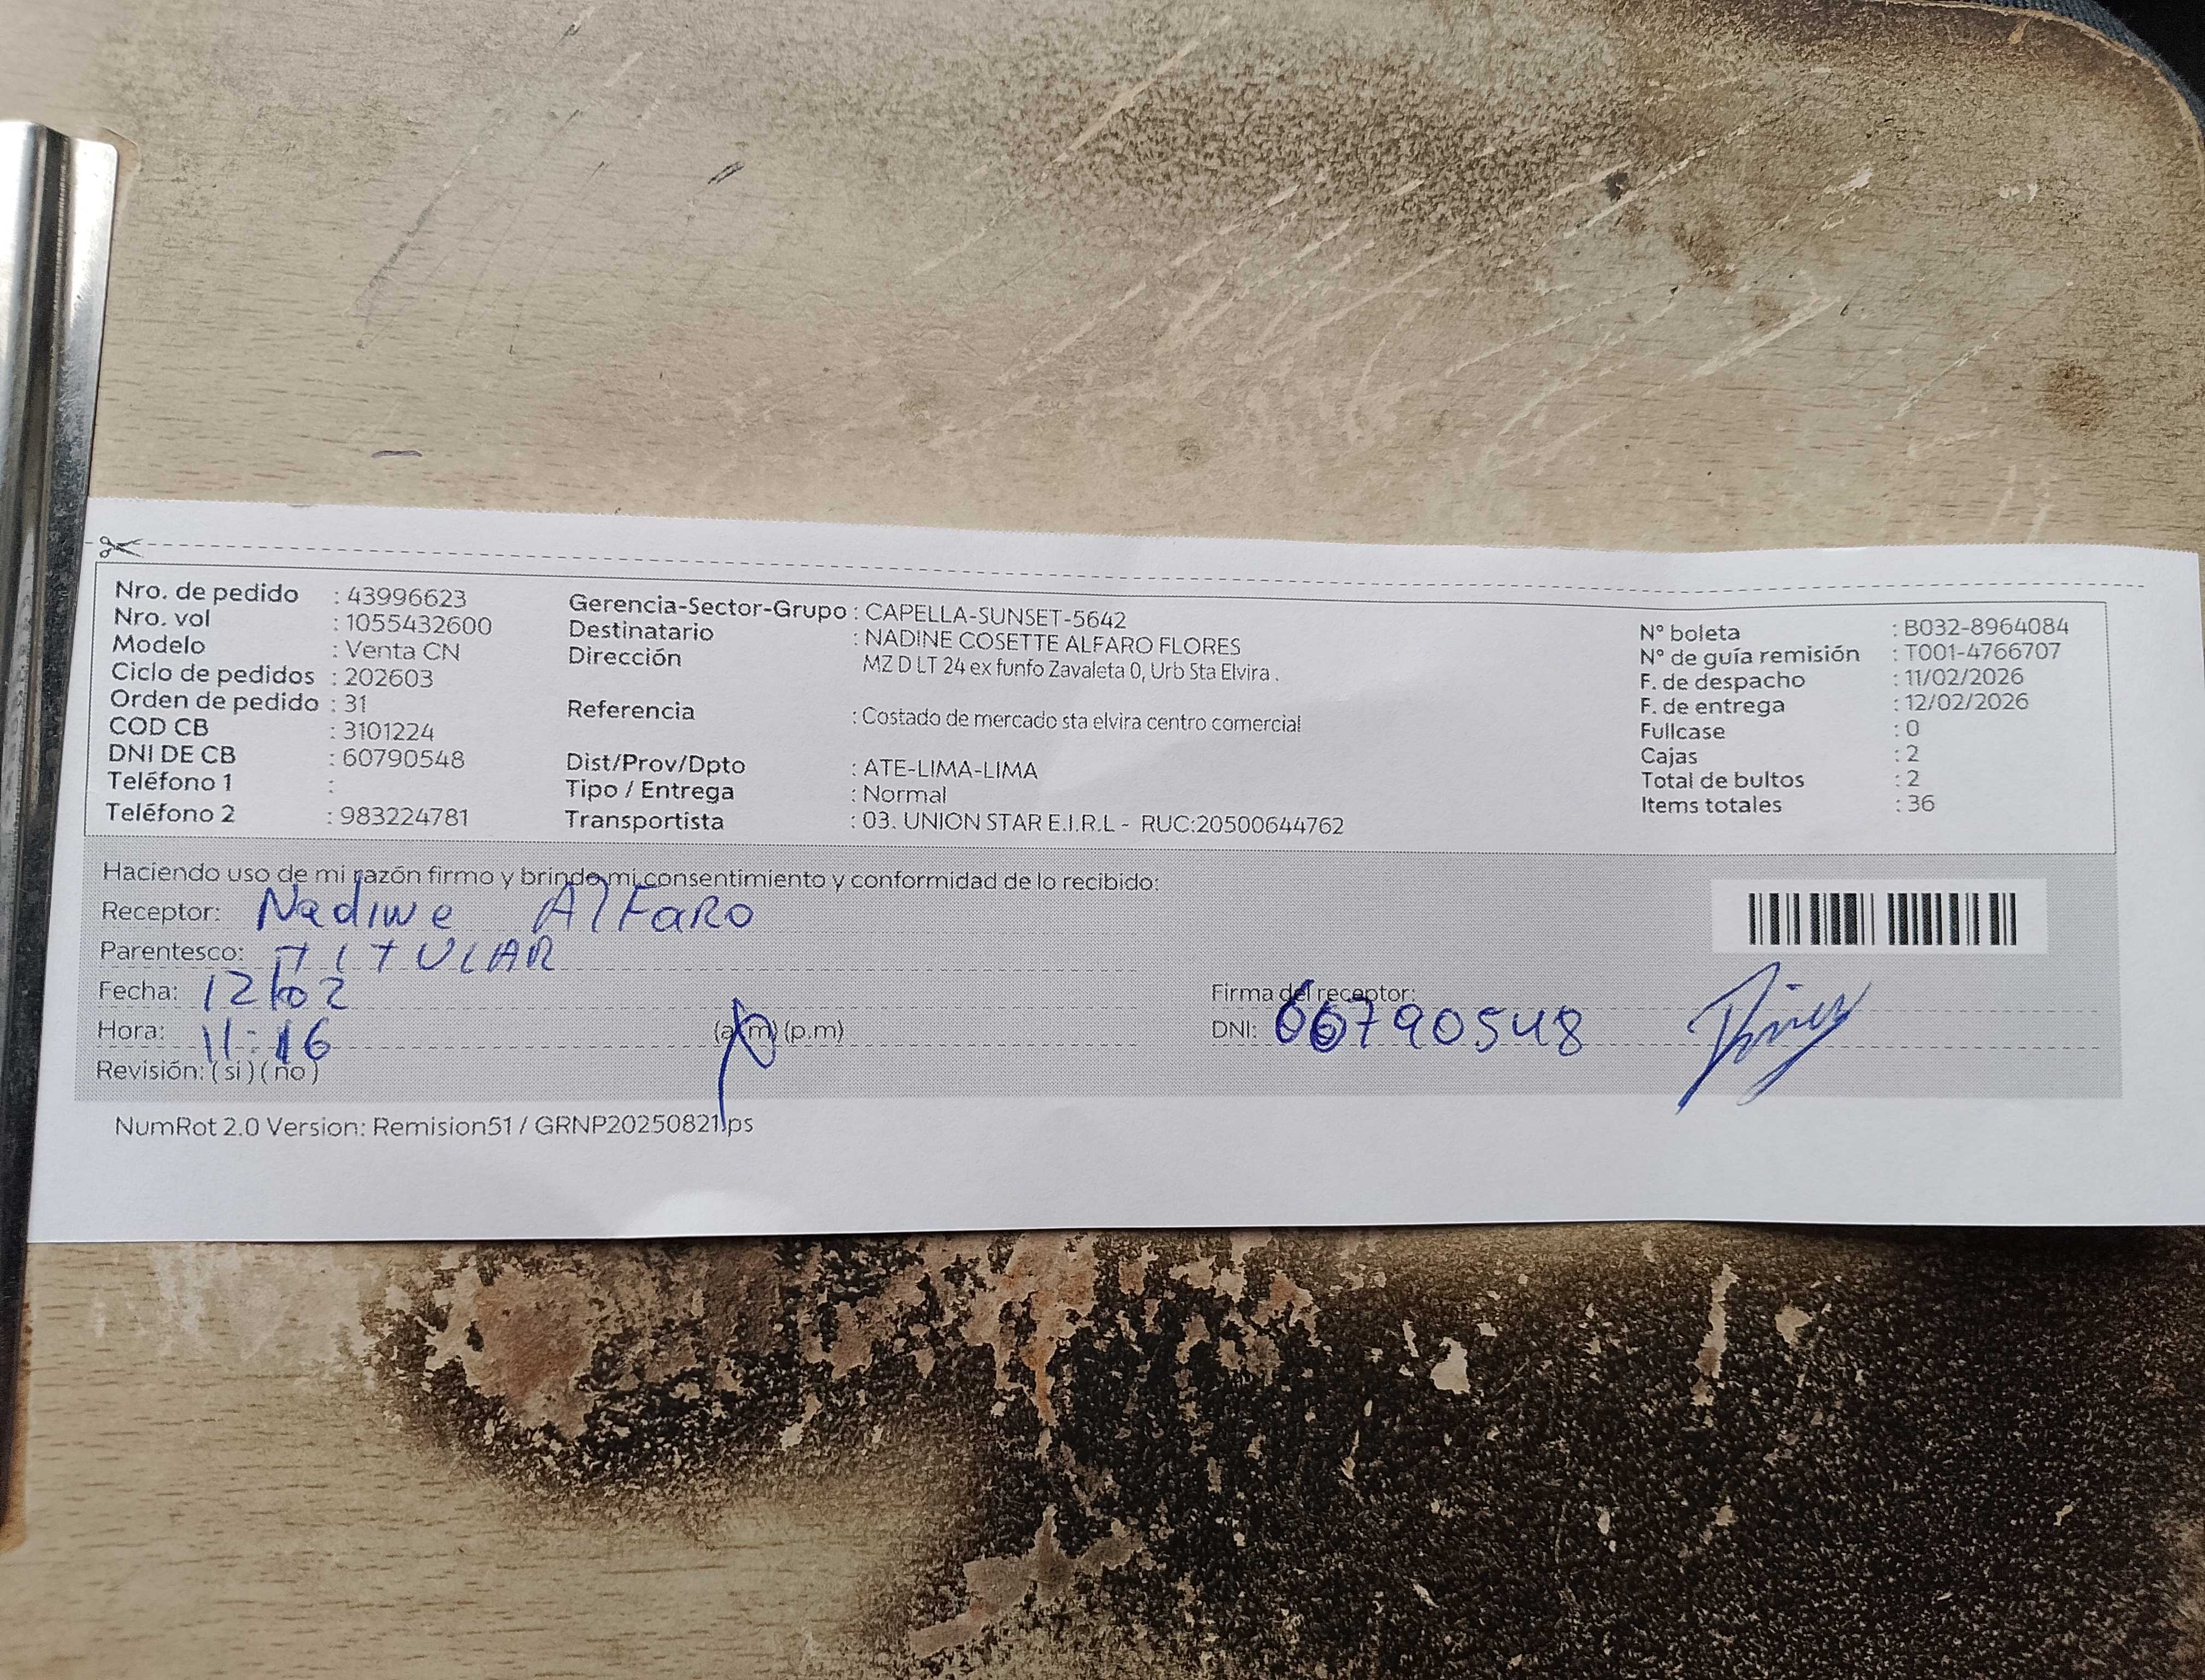 Nro. de pedido : 43996623
Nro. vol : 1055432600
Modelo : Venta CN
Ciclo de pedidos : 202603
Orden de pedido : 31
COD CB : 3101224
DNI DE CB : 60790548
Teléfono 1 :
Teléfono 2 : 983224781
Gerencia-Sector-Grupo : CAPELLA-SUNSET-5642
Destinatario : NADINE COSETTE ALFARO FLORES
Dirección MZ D LT 24 ex funfo Zavaleta 0, Urb Sta Elvira .
Referencia : Costado de mercado sta elvira centro comercial
Dist/Prov/Dpto : ATE-LIMA-LIMA
Tipo / Entrega : Normal
Transportista : 03. UNION STAR E.I.R.L - RUC:20500644762
N° boleta : B032-8964084
N° de guía remisión : T001-4766707
F. de despacho : 11/02/2026
F. de entrega : 12/02/2026
Fullcase : 0
Cajas : 2
Total de bultos : 2
Items totales : 36
Haciendo uso de mi razón firmo y brindo mi consentimiento y conformidad de lo recibido:
Receptor: Nadiwe AlFaRo
Parentesco: TITULAR
Fecha: 12/02
Hora: 11:16 (a.m) (p.m)
Revisión: ( si ) ( no )
Firma del receptor:
DNI: 60790548
NumRot 2.0 Version: Remision51 / GRNP20250821.ps